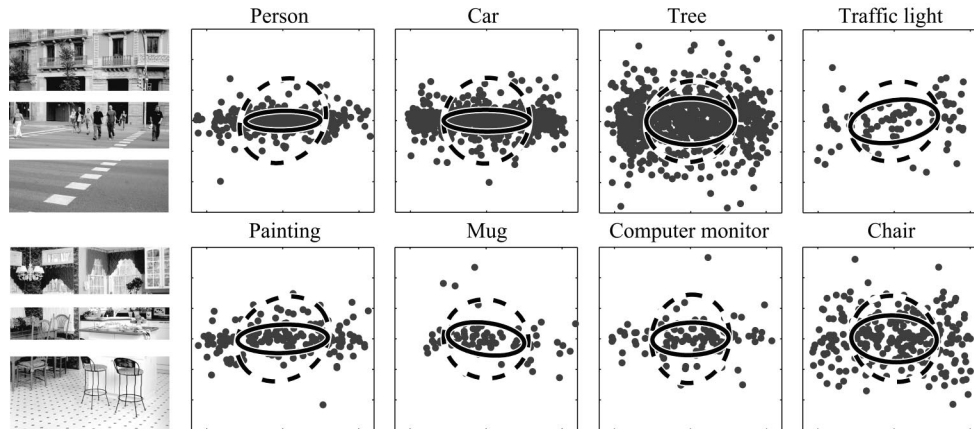 Person
Car
Tree
Traffic light
Painting
Mug
Computer monitor
Chair